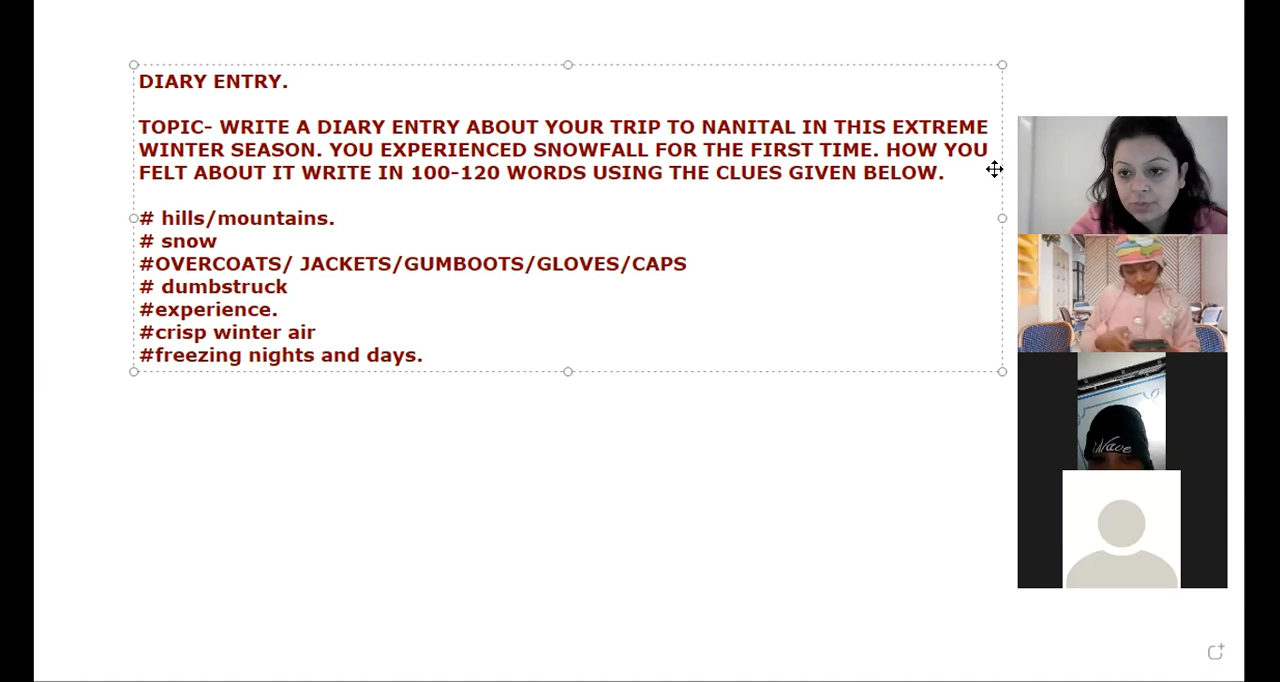 DIARY ENTRY.
TOPIC- WRITE A DIARY ENTRY ABOUT YOUR TRIP TO NANITAL IN THIS EXTREME
WINTER SEASON. YOU EXPERIENCED SNOWFALL FOR THE FIRST TIME. HOW YOU
FELT ABOUT IT WRITE IN 100-120 WORDS USING THE CLUES GIVEN BELOW.
# hills/mountains.
# snow
#OVERCOATS/ JACKETS/GUMBOOTS/GLOVES/CAPS
# dumbstruck
#experience.
#crisp winter air
#freezing nights and days.